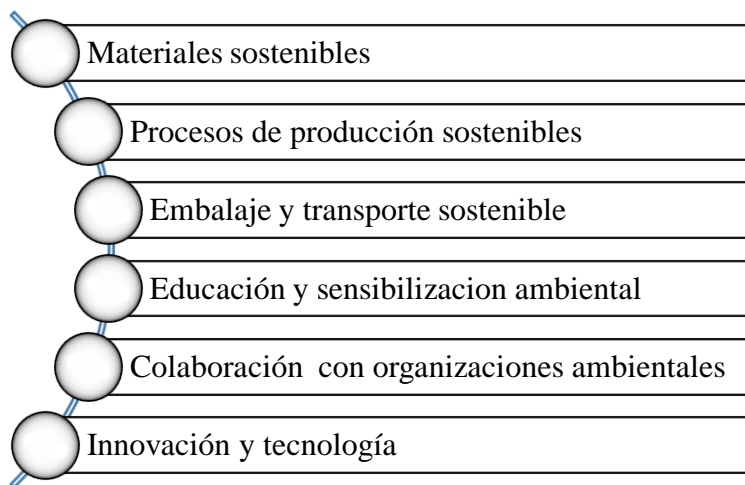 Materiales sostenibles
Procesos de producción sostenibles
Embalaje y transporte sostenible
Educación y sensibilizacion ambiental
Colaboración  con organizaciones ambientales
Innovación y tecnología